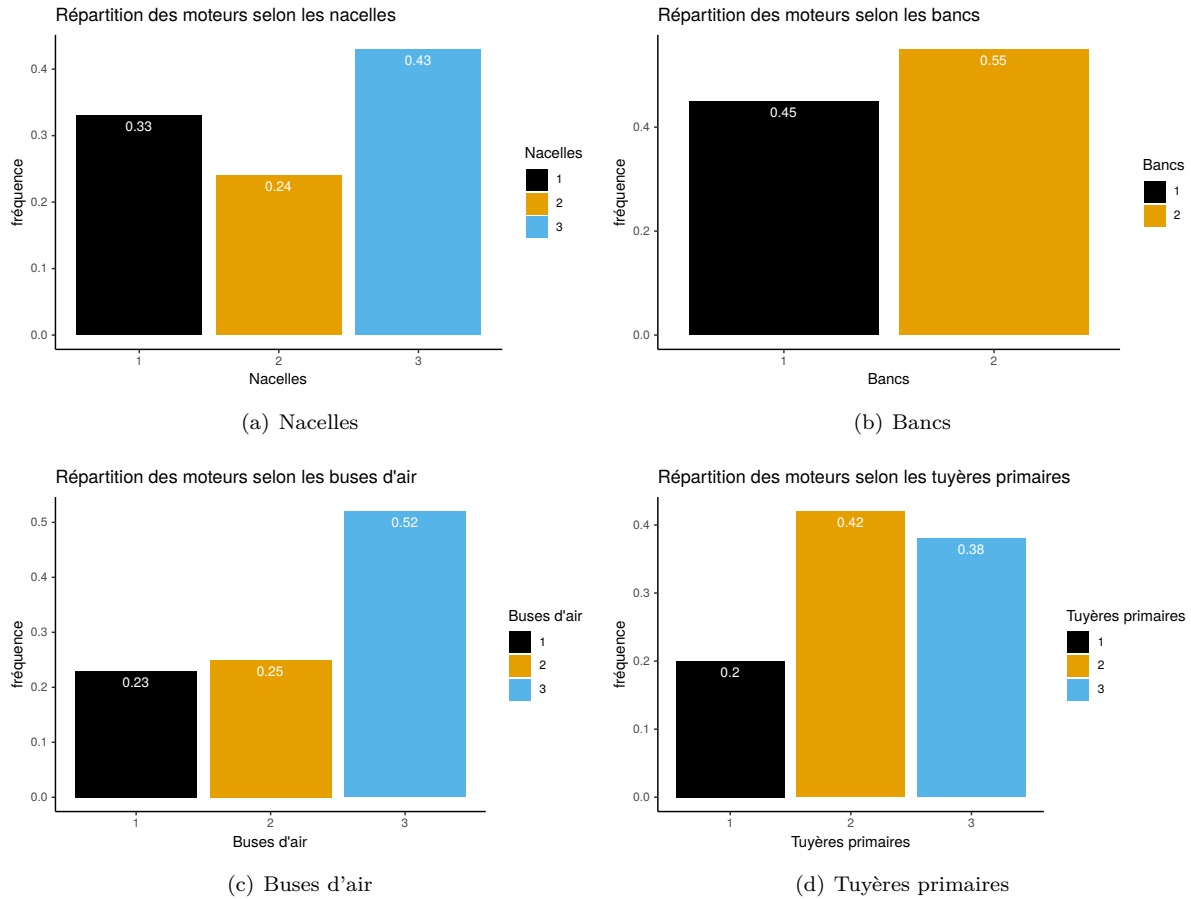 Répartition des moteurs selon les nacelles
fréquence
0.4
0.3
0.2
0.1
0.0
0.33
0.24
0.43
1
2
3
Nacelles
Nacelles
1
2
3
(a) Nacelles
Répartition des moteurs selon les bancs
fréquence
0.4
0.2
0.0
0.45
0.55
1
2
Bancs
Bancs
1
2
(b) Bancs
Répartition des moteurs selon les buses d'air
fréquence
0.5
0.4
0.3
0.2
0.1
0.0
0.23
0.25
0.52
1
2
3
Buses d'air
Buses d'air
1
2
3
(c) Buses d'air
Répartition des moteurs selon les tuyères primaires
fréquence
0.4
0.3
0.2
0.1
0.0
0.2
0.42
0.38
1
2
3
Tuyères primaires
Tuyères primaires
1
2
3
(d) Tuyères primaires